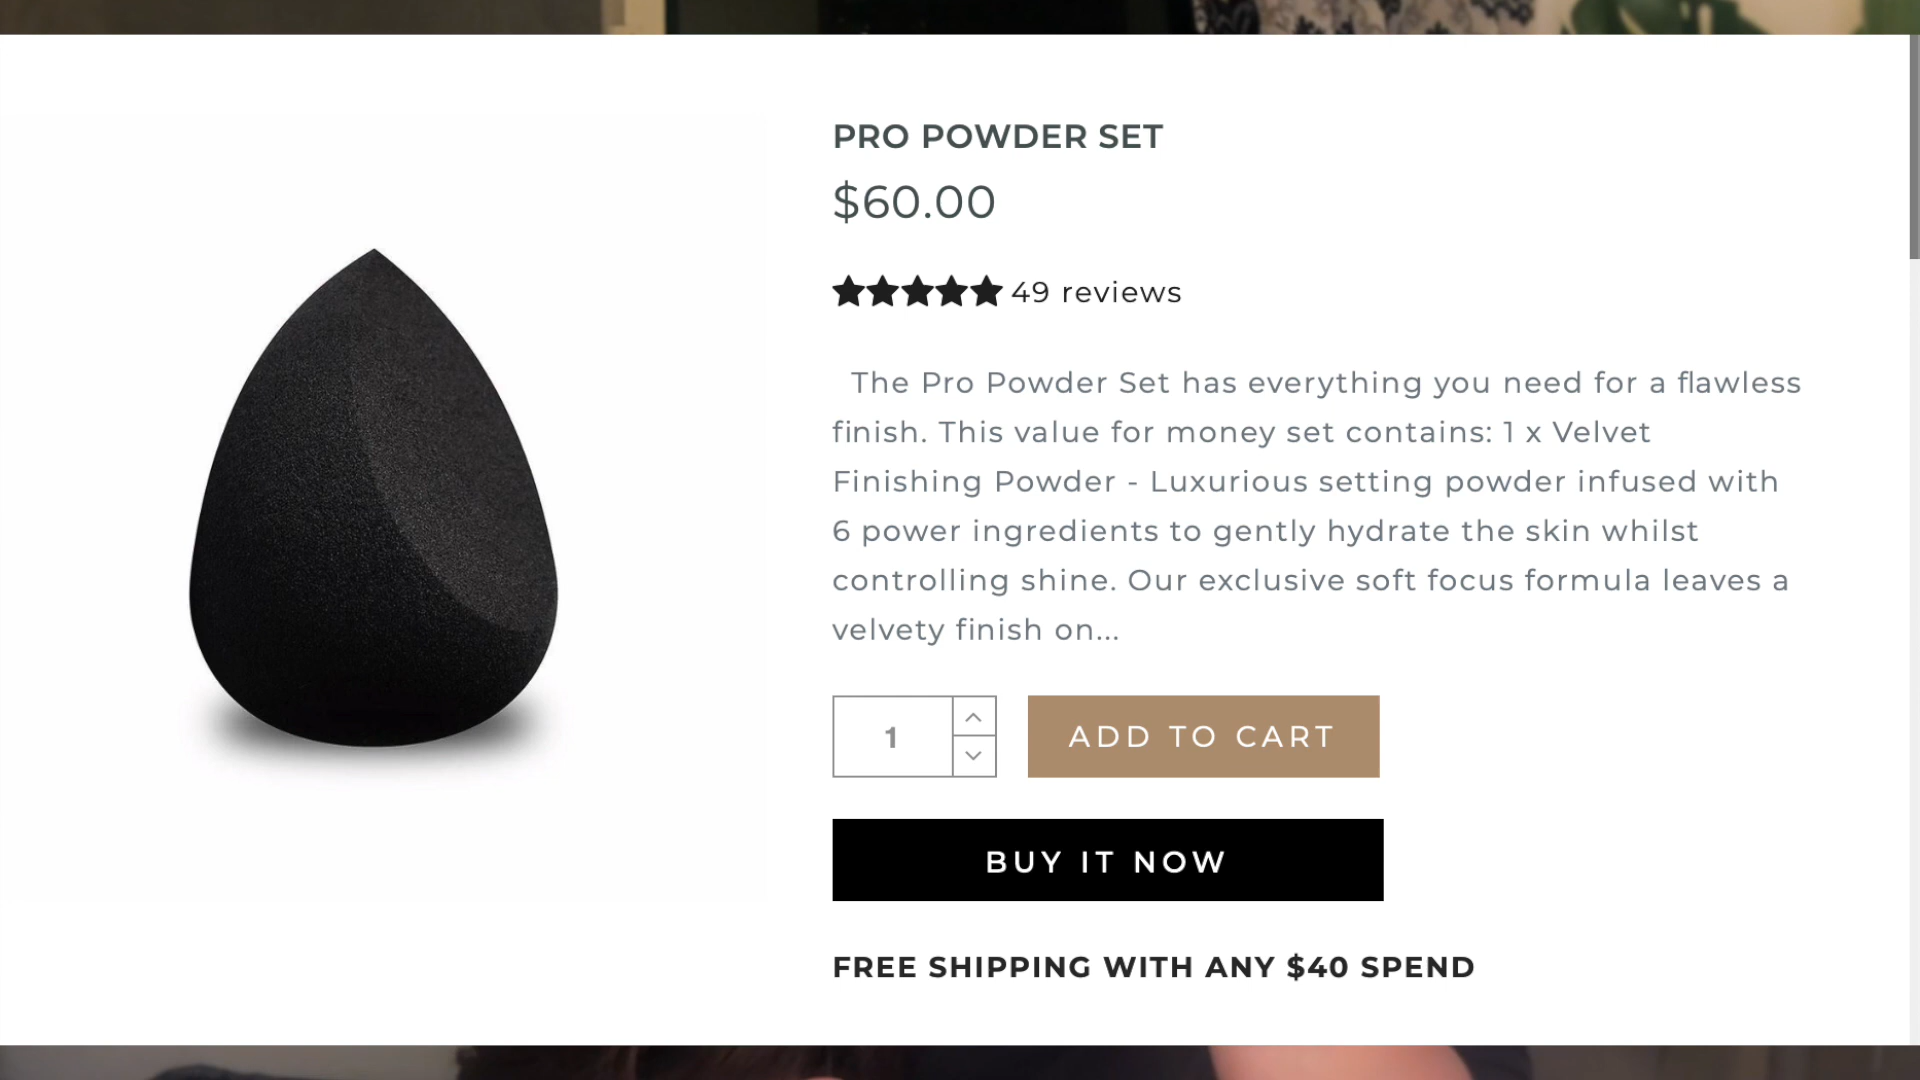 PRO POWDER SET
$60.00
49 reviews
The Pro Powder Set has everything you need for a flawless
finish. This value for money set contains: 1 x Velvet
Finishing Powder - Luxurious setting powder infused with
6 power ingredients to gently hydrate the skin whilst
controlling shine. Our exclusive soft focus formula leaves a
velvety finish on...
1
ADD TO CART
BUY IT NOW
FREE SHIPPING WITH ANY $40 SPEND